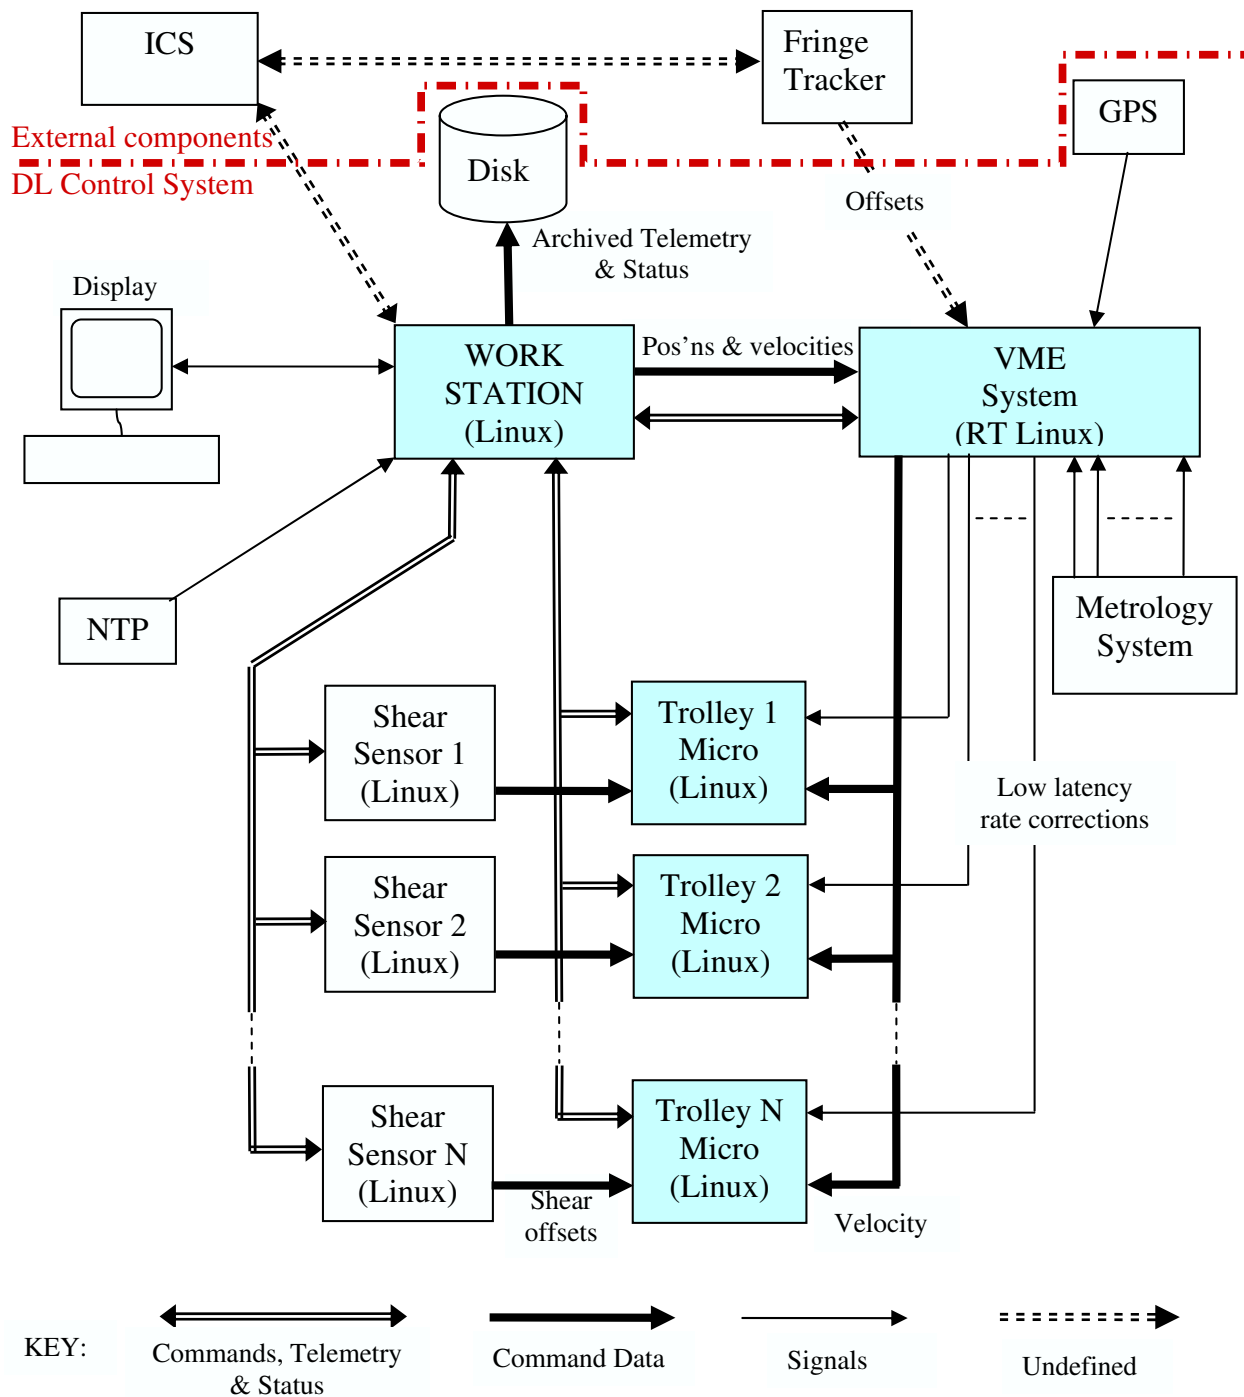 ICS
Fringe
Tracker
GPS
External components
DL Control System
Disk
Offsets
Archived Telemetry
& Status
Display
WORK
STATION
(Linux)
Pos'ns & velocities
VME
System
(RT Linux)
NTP
Metrology
System
Shear
Sensor 1
(Linux)
Trolley 1
Micro
(Linux)
Low latency
rate corrections
Shear
Sensor 2
(Linux)
Trolley 2
Micro
(Linux)
Shear
Sensor N
(Linux)
Trolley N
Micro
(Linux)
Shear
offsets
Velocity
KEY:
Commands, Telemetry
& Status
Command Data
Signals
Undefined